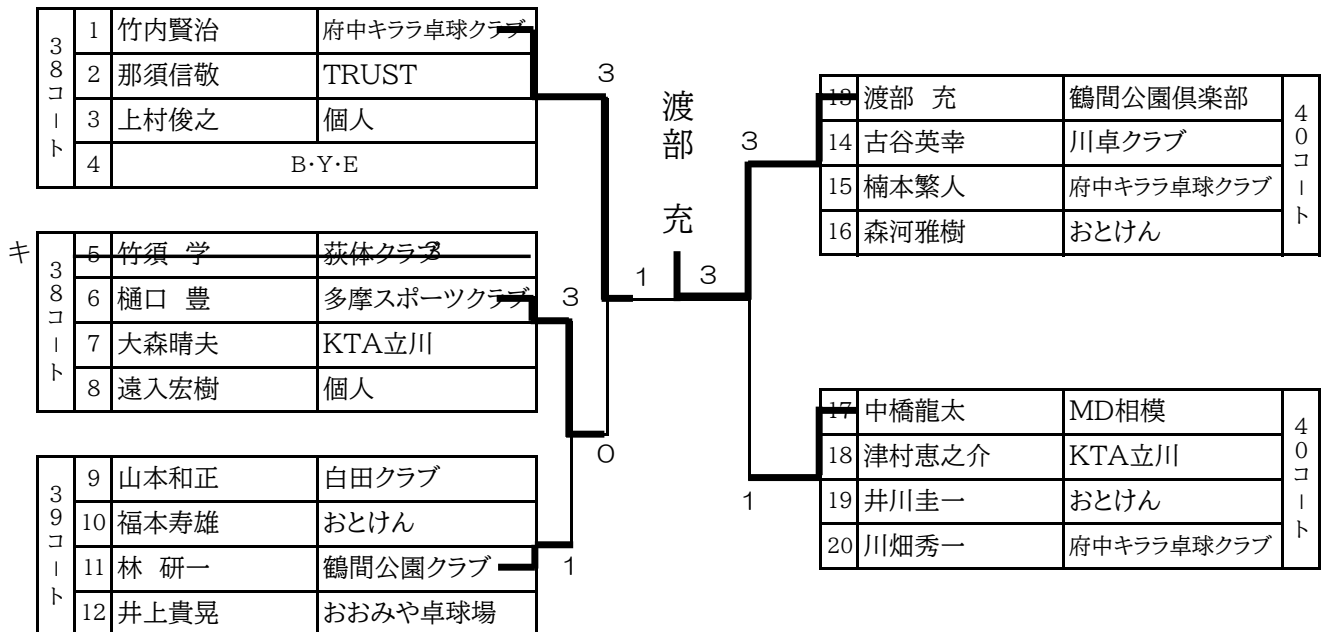 38コート
1 竹内賢治 府中キララ卓球クラブ
2 那須信敬 TRUST
3 上村俊之 個人
4 B・Y・E
キ
38コート
5 竹須 学 荻体クラブ 3
6 樋口 豊 多摩スポーツクラブ
7 大森晴夫 KTA立川
8 遠入宏樹 個人
39コート
9 山本和正 白田クラブ
10 福本寿雄 おとけん
11 林 研一 鶴間公園クラブ
12 井上貴晃 おおみや卓球場
3
3
1
0
1
渡部 充
3
3
1
13 渡部 充 鶴間公園倶楽部
14 古谷英幸 川卓クラブ
15 楠本繁人 府中キララ卓球クラブ
16 森河雅樹 おとけん
40コート
17 中橋龍太 MD相模
18 津村恵之介 KTA立川
19 井川圭一 おとけん
20 川畑秀一 府中キララ卓球クラブ
40コート